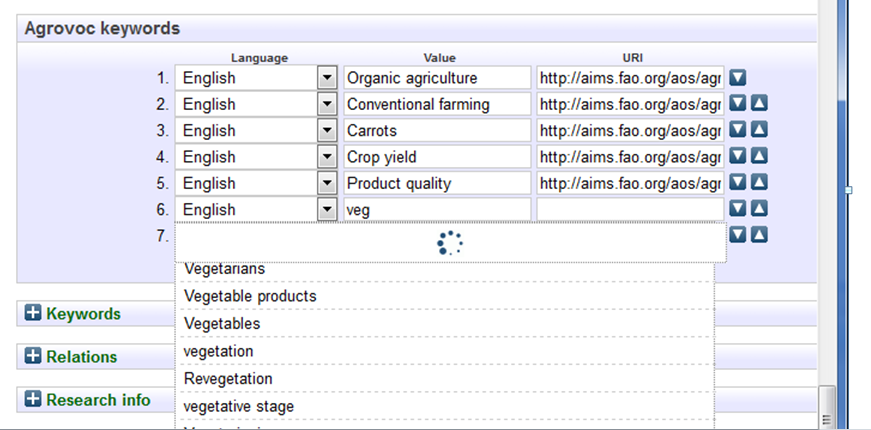 Agrovoc keywords
Language Value URI
1. English Organic agriculture http://aims.fao.org/aos/agr
2. English Conventional farming http://aims.fao.org/aos/agr
3. English Carrots http://aims.fao.org/aos/agr
4. English Crop yield http://aims.fao.org/aos/agr
5. English Product quality http://aims.fao.org/aos/agr
6. English veg
7.
Vegetarians
Vegetable products
Keywords
Vegetables
vegetation
Relations
Revegetation
Research info
vegetative stage